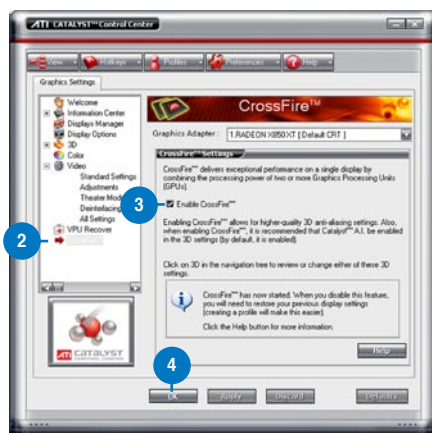 ATI CATALYST™ Control Center
View
Hotkeys
Profiles
Preferences
Help
Graphics Settings
Welcome
Information Center
Displays Manager
Display Options
3D
Color
Video
Standard Settings
Adjustments
Theater Mode
Deinterlacing
All Settings
VPU Recover
2
ATI CATALYST
CrossFire™
Graphics Adapter :
1.RADEON X850 XT [ Default CRT ]
CrossFire™ Settings
CrossFire™ delivers exceptional performance on a single display by
combining the processing power of two or more Graphics Processing Units
(GPUs).
3
Enable CrossFire™
Enabling CrossFire™ allows for higher-quality 3D anti-aliasing settings. Also,
when enabling CrossFire™, it is recommended that Catalyst™ A.I. be enabled
in the 3D settings (by default, it is enabled).
Click on 3D in the navigation tree to review or change either of these 3D
settings.
CrossFire™ has now started. When you disable this feature,
you will need to restore your previous display settings
(creating a profile will make this easier).
Click the Help button for more information.
Help
4
OK
Apply
Discard
Defaults